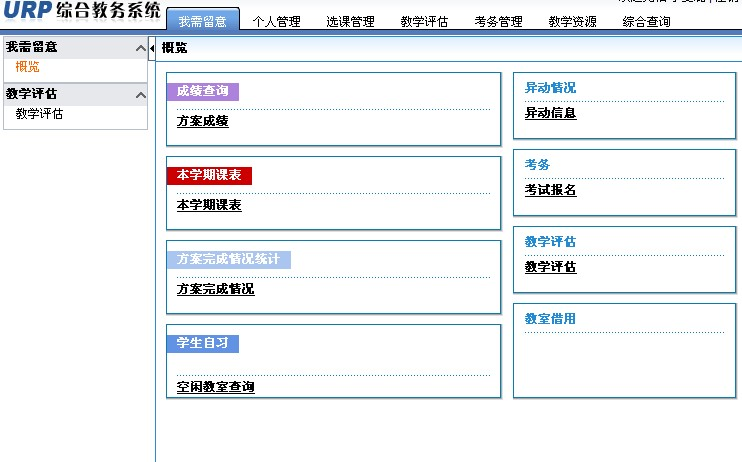 URP 综合教务系统
我需留意 个人管理 选课管理 教学评估 考务管理 教学资源 综合查询
我需留意
概览
教学评估
教学评估
概览
成绩查询
方案成绩
本学期课表
本学期课表
方案完成情况统计
方案完成情况
学生自习
空闲教室查询
异动情况
异动信息
考务
考试报名
教学评估
教学评估
教室借用